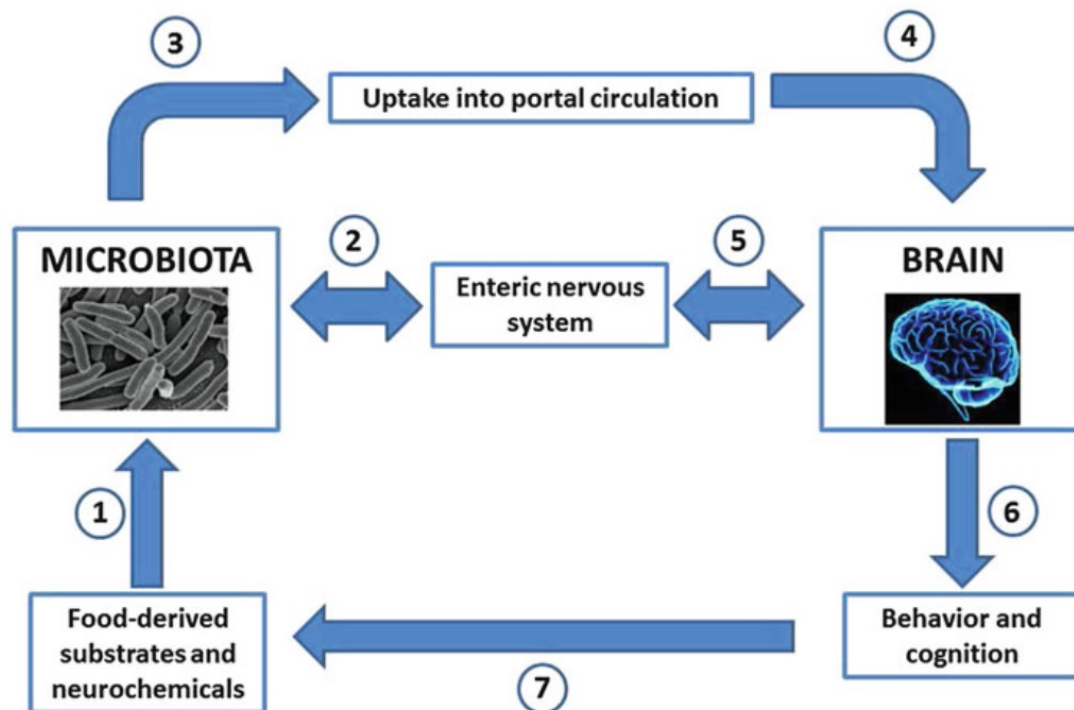 3
4
Uptake into portal circulation
MICROBIOTA
2
Enteric nervous
system
5
BRAIN
1
6
Food-derived
substrates and
neurochemicals
7
Behavior and
cognition